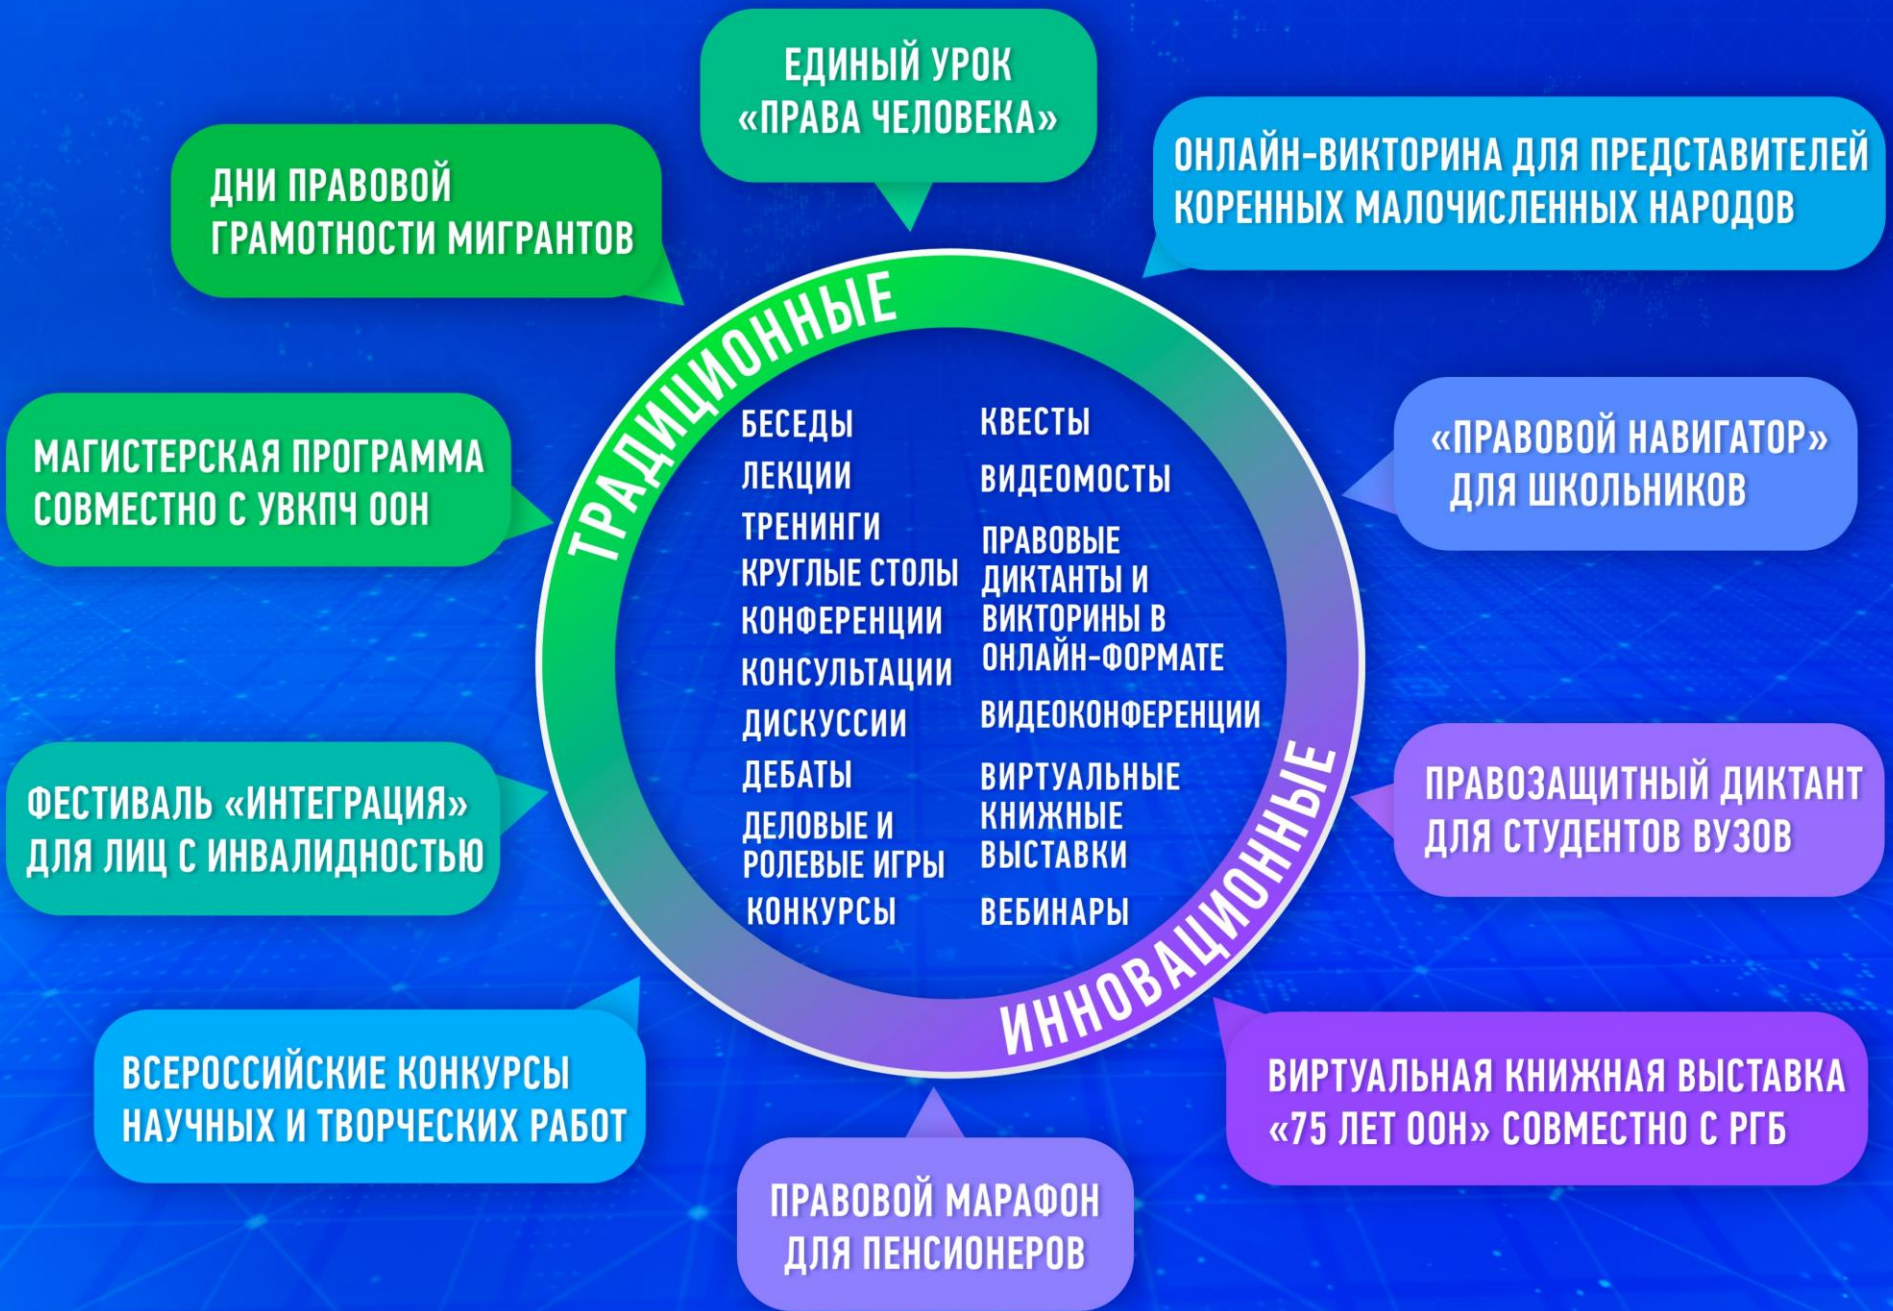 ЕДИНЫЙ УРОК
«ПРАВА ЧЕЛОВЕКА»
ДНИ ПРАВОВОЙ
ГРАМОТНОСТИ МИГРАНТОВ
ОНЛАЙН-ВИКТОРИНА ДЛЯ ПРЕДСТАВИТЕЛЕЙ
КОРЕННЫХ МАЛОЧИСЛЕННЫХ НАРОДОВ
МАГИСТЕРСКАЯ ПРОГРАММА
СОВМЕСТНО С УВКПЧ ООН
«ПРАВОВОЙ НАВИГАТОР»
ДЛЯ ШКОЛЬНИКОВ
ФЕСТИВАЛЬ «ИНТЕГРАЦИЯ»
ДЛЯ ЛИЦ С ИНВАЛИДНОСТЬЮ
ПРАВОЗАЩИТНЫЙ ДИКТАНТ
ДЛЯ СТУДЕНТОВ ВУЗОВ
ВСЕРОССИЙСКИЕ КОНКУРСЫ
НАУЧНЫХ И ТВОРЧЕСКИХ РАБОТ
ВИРТУАЛЬНАЯ КНИЖНАЯ ВЫСТАВКА
«75 ЛЕТ ООН» СОВМЕСТНО С РГБ
ПРАВОВОЙ МАРАФОН
ДЛЯ ПЕНСИОНЕРОВ
ТРАДИЦИОННЫЕ
БЕСЕДЫ
ЛЕКЦИИ
ТРЕНИНГИ
КРУГЛЫЕ СТОЛЫ
КОНФЕРЕНЦИИ
КОНСУЛЬТАЦИИ
ДИСКУССИИ
ДЕБАТЫ
ДЕЛОВЫЕ И
РОЛЕВЫЕ ИГРЫ
КОНКУРСЫ
КВЕСТЫ
ВИДЕОМОСТЫ
ПРАВОВЫЕ
ДИКТАНТЫ И
ВИКТОРИНЫ В
ОНЛАЙН-ФОРМАТЕ
ВИДЕОКОНФЕРЕНЦИИ
ВИРТУАЛЬНЫЕ
КНИЖНЫЕ
ВЫСТАВКИ
ВЕБИНАРЫ
ИННОВАЦИОННЫЕ